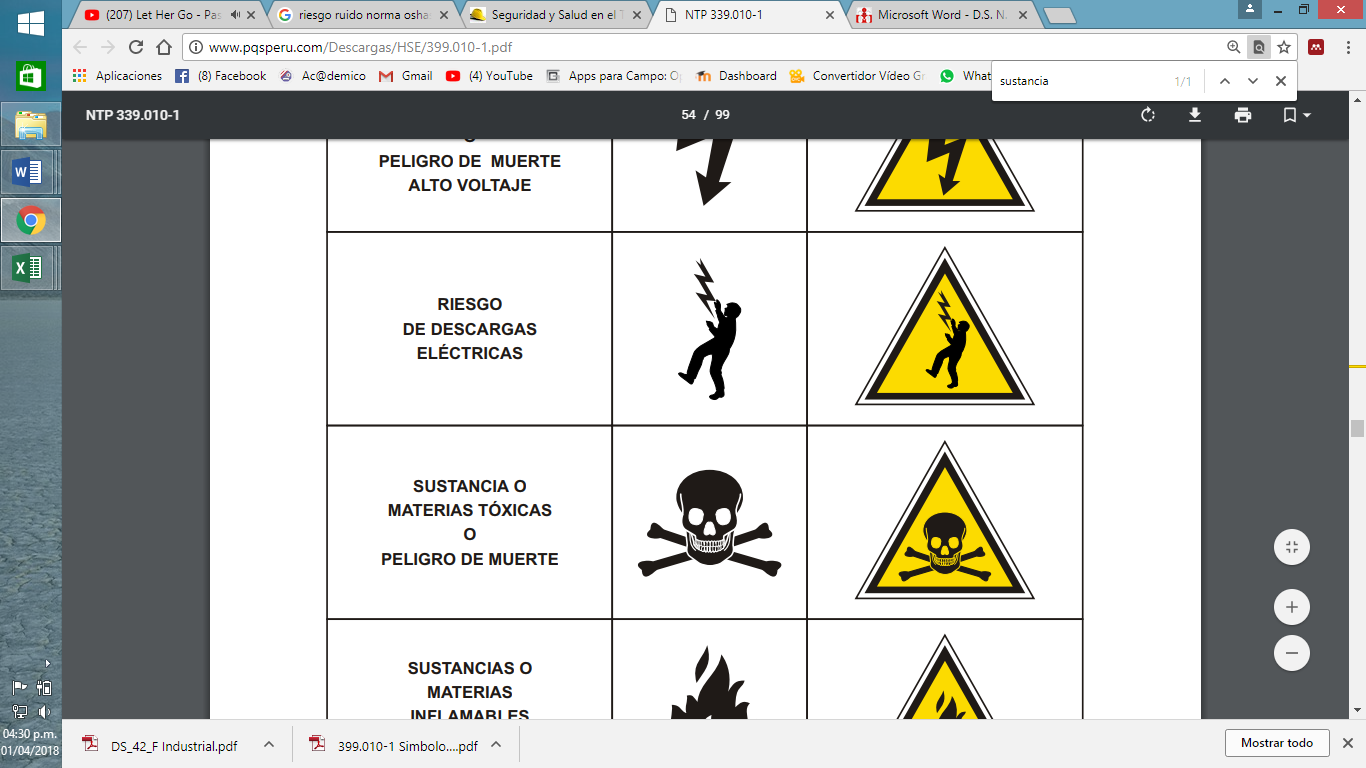 (207) Let Her Go - Pas
riesgo ruido norma osha
Seguridad y Salud en el T
NTP 339.010-1
Microsoft Word - D.S. N.
www.pqsperu.com/Descargas/HSE/399.010-1.pdf
Aplicaciones
(8) Facebook
Ac@demico
Gmail
(4) YouTube
Apps para Campo: O
Dashboard
Convertidor Vídeo Gr
What
sustancia
1/1
NTP 339.010-1
54 / 99
PELIGRO DE MUERTE
ALTO VOLTAJE
RIESGO
DE DESCARGAS
ELÉCTRICAS
SUSTANCIA O
MATERIAS TÓXICAS
O
PELIGRO DE MUERTE
SUSTANCIAS O
MATERIAS
INFLAMABLES
04:30 p.m.
01/04/2018
DS_42_F Industrial.pdf
399.010-1 Simbolo....pdf
Mostrar todo